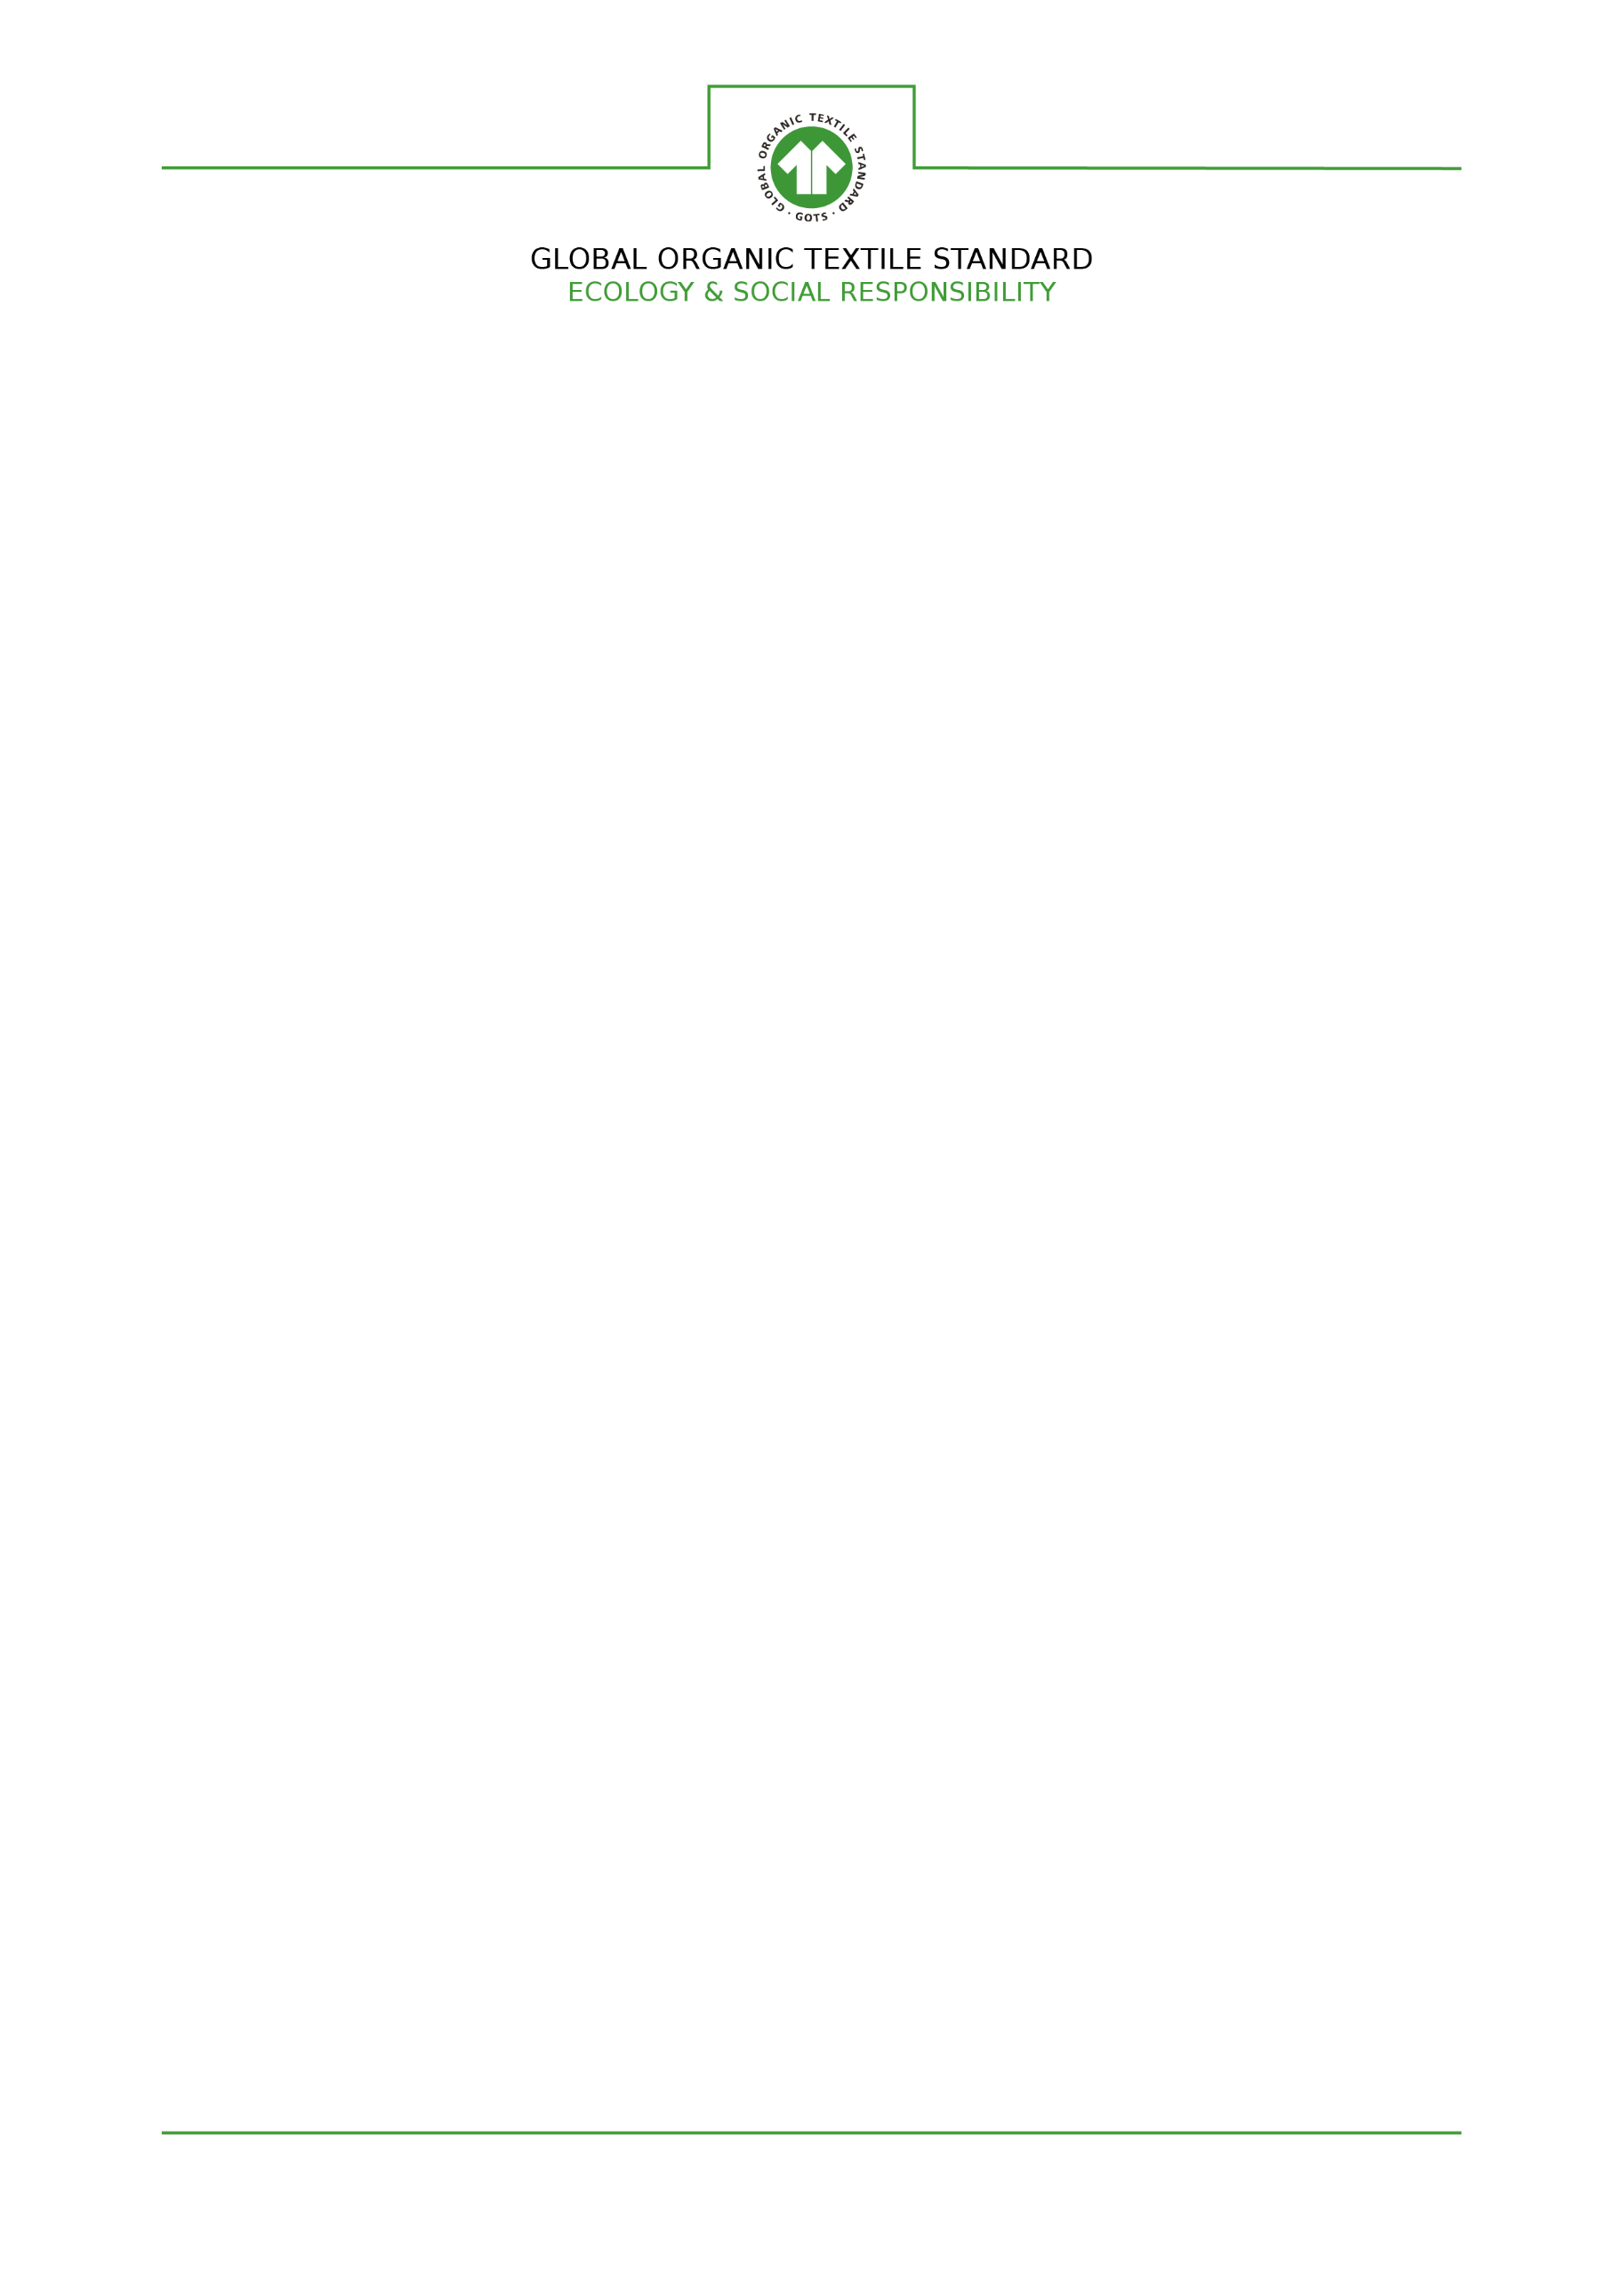 GLOBAL ORGANIC TEXTILE STANDARD · GOTS ·
GLOBAL ORGANIC TEXTILE STANDARD
ECOLOGY & SOCIAL RESPONSIBILITY